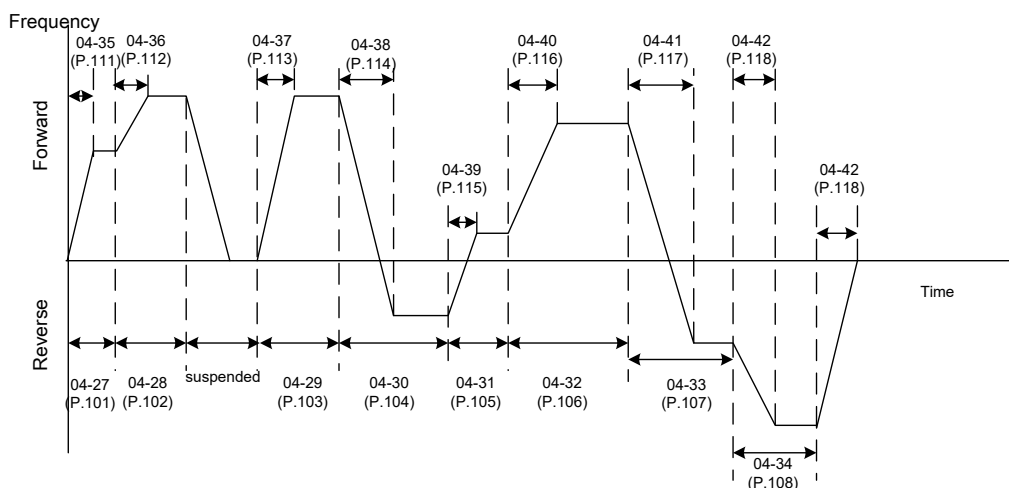 Frequency
04-35
(P.111)
04-36
(P.112)
04-37
(P.113)
04-38
(P.114)
04-40
(P.116)
04-41
(P.117)
04-42
(P.118)
Forward
04-39
(P.115)
04-42
(P.118)
Time
Reverse
suspended
04-27
(P.101)
04-28
(P.102)
04-29
(P.103)
04-30
(P.104)
04-31
(P.105)
04-32
(P.106)
04-33
(P.107)
04-34
(P.108)